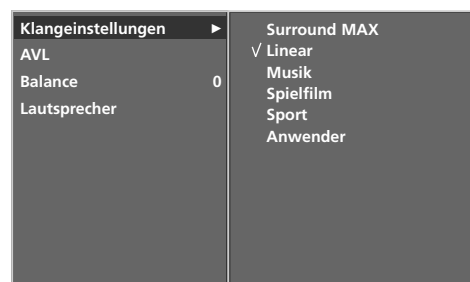 Klangeinstellungen ►
AVL
Balance 0
Lautsprecher
Surround MAX
√ Linear
Musik
Spielfilm
Sport
Anwender